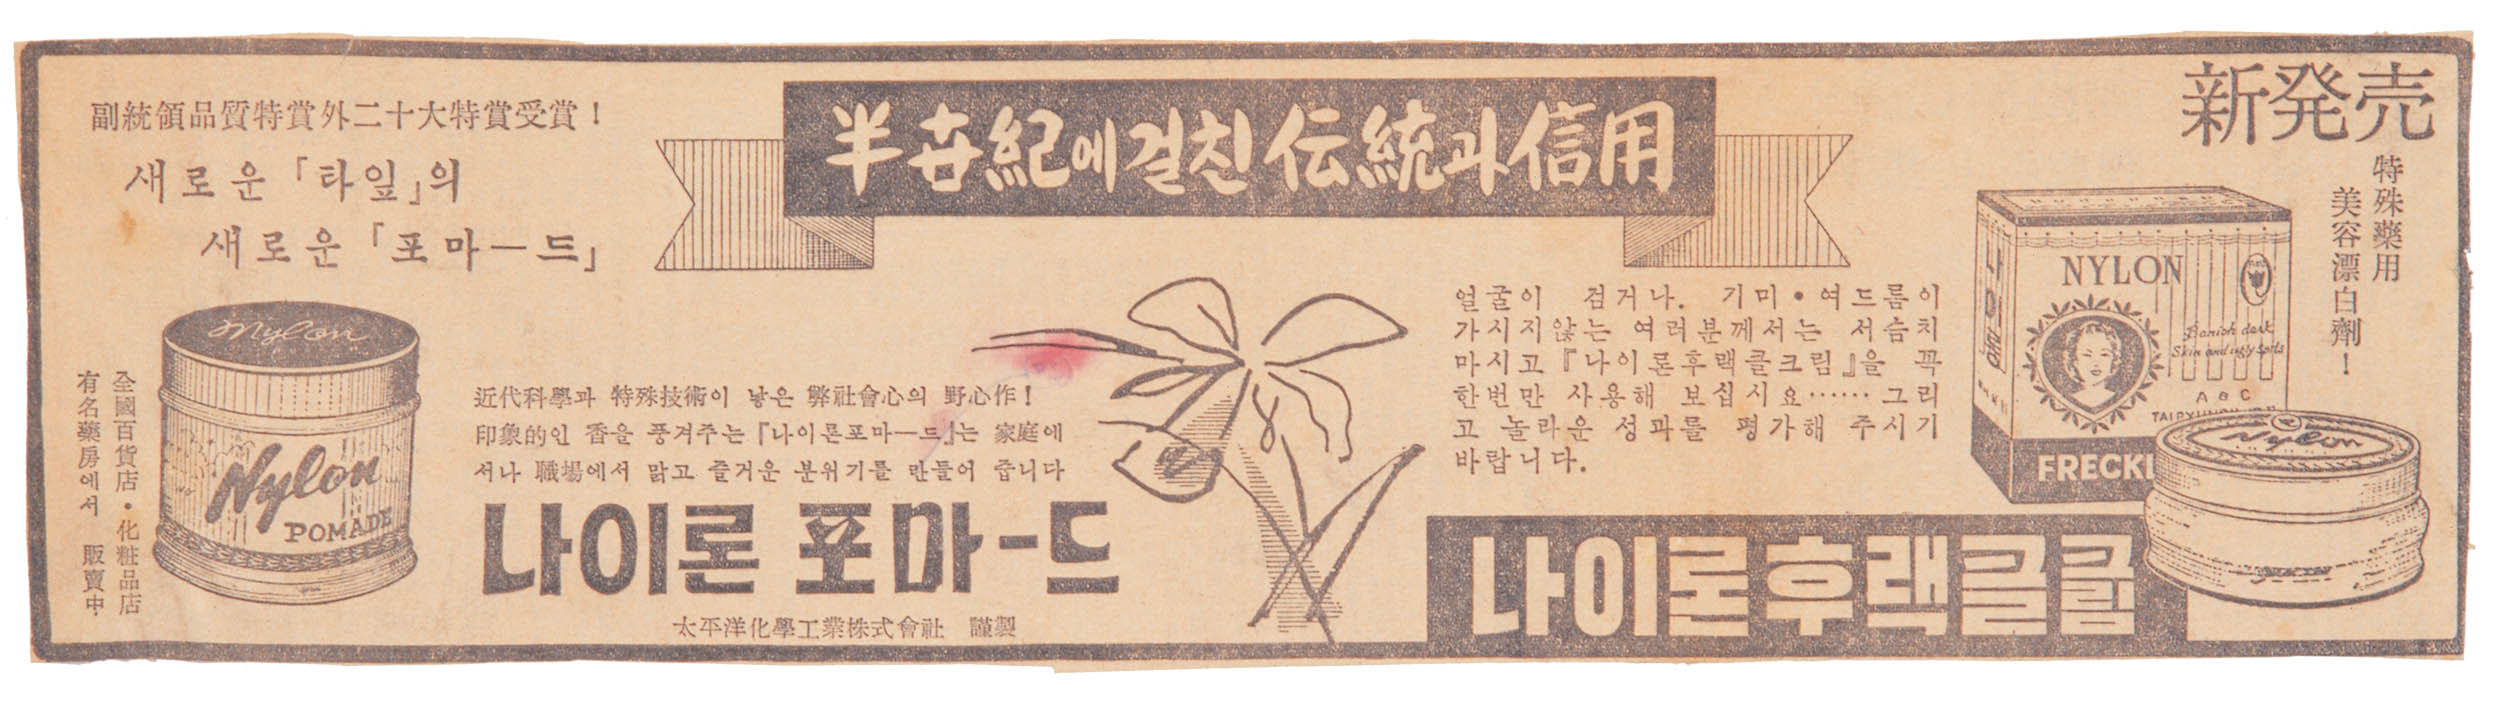 副統領品質特賞外二十大特賞受賞!
새로운「타잎」의
새로운「포마ー드」
半世紀에걸친伝統과信用
新発売
特殊藥用
美容漂白劑!
Nylon
Nylon
POMADE
全國百貨店・化粧品店
有名藥房에서 販賣中
近代科學과 特殊技術이 낳은 弊社會心의 野心作!
印象的인 香을 풍겨주는『나이론포마ー드』는 家庭에
서나 職場에서 맑고 즐거운 분위기를 만들어 줍니다
나이론 포마ー드
太平洋化學工業株式會社 謹製
얼굴이 검거나. 기미・여드름이
가시지않는 여러분께서는 서슴치
마시고『나이론후랙클크림』을 꼭
한번만 사용해 보십시요……그리
고 놀라운 성과를 평가해 주시기
바랍니다.
나이론후랙클크림
NYLON
Banish dark
Skin and ugly spots
A B C
FRECKL
Nylon